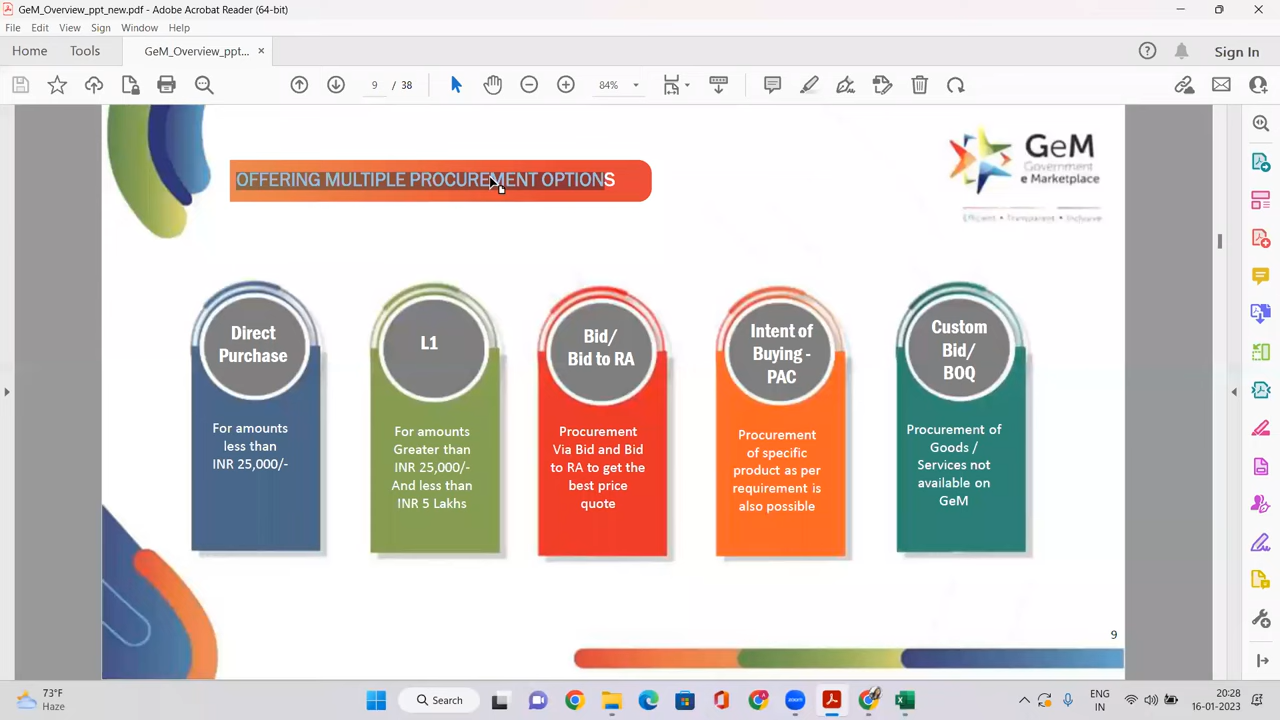 GeM_Overview_ppt_new.pdf - Adobe Acrobat Reader (64-bit)
File Edit View Sign Window Help
Home Tools GeM_Overview_ppt... × Sign In
9 / 38 84%
OFFERING MULTIPLE PROCUREMENT OPTIONS
GeM
Government
e Marketplace
Efficient • Transparent • Inclusive
Direct
Purchase
For amounts
less than
INR 25,000/-
L1
For amounts
Greater than
INR 25,000/-
And less than
INR 5 Lakhs
Bid/
Bid to RA
Procurement
Via Bid and Bid
to RA to get the
best price
quote
Intent of
Buying -
PAC
Procurement
of specific
product as per
requirement is
also possible
Custom
Bid/
BOQ
Procurement of
Goods /
Services not
available on
GeM
9
73°F
Haze
Search
zoom
ENG
IN
20:28
16-01-2023